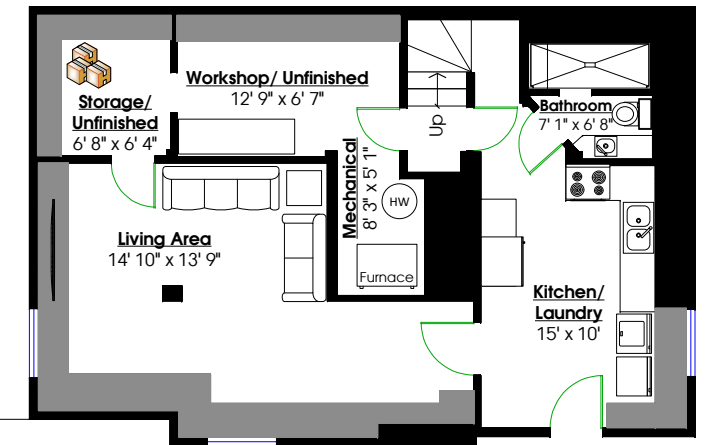 Workshop/ Unfinished
12' 9" x 6' 7"
Storage/
Unfinished
6' 8" x 6' 4"
Up
Bathroom
7' 1" x 6' 8"
Mechanical
8' 3" x 5' 1"
HW
Furnace
Living Area
14' 10" x 13' 9"
Kitchen/
Laundry
15' x 10'